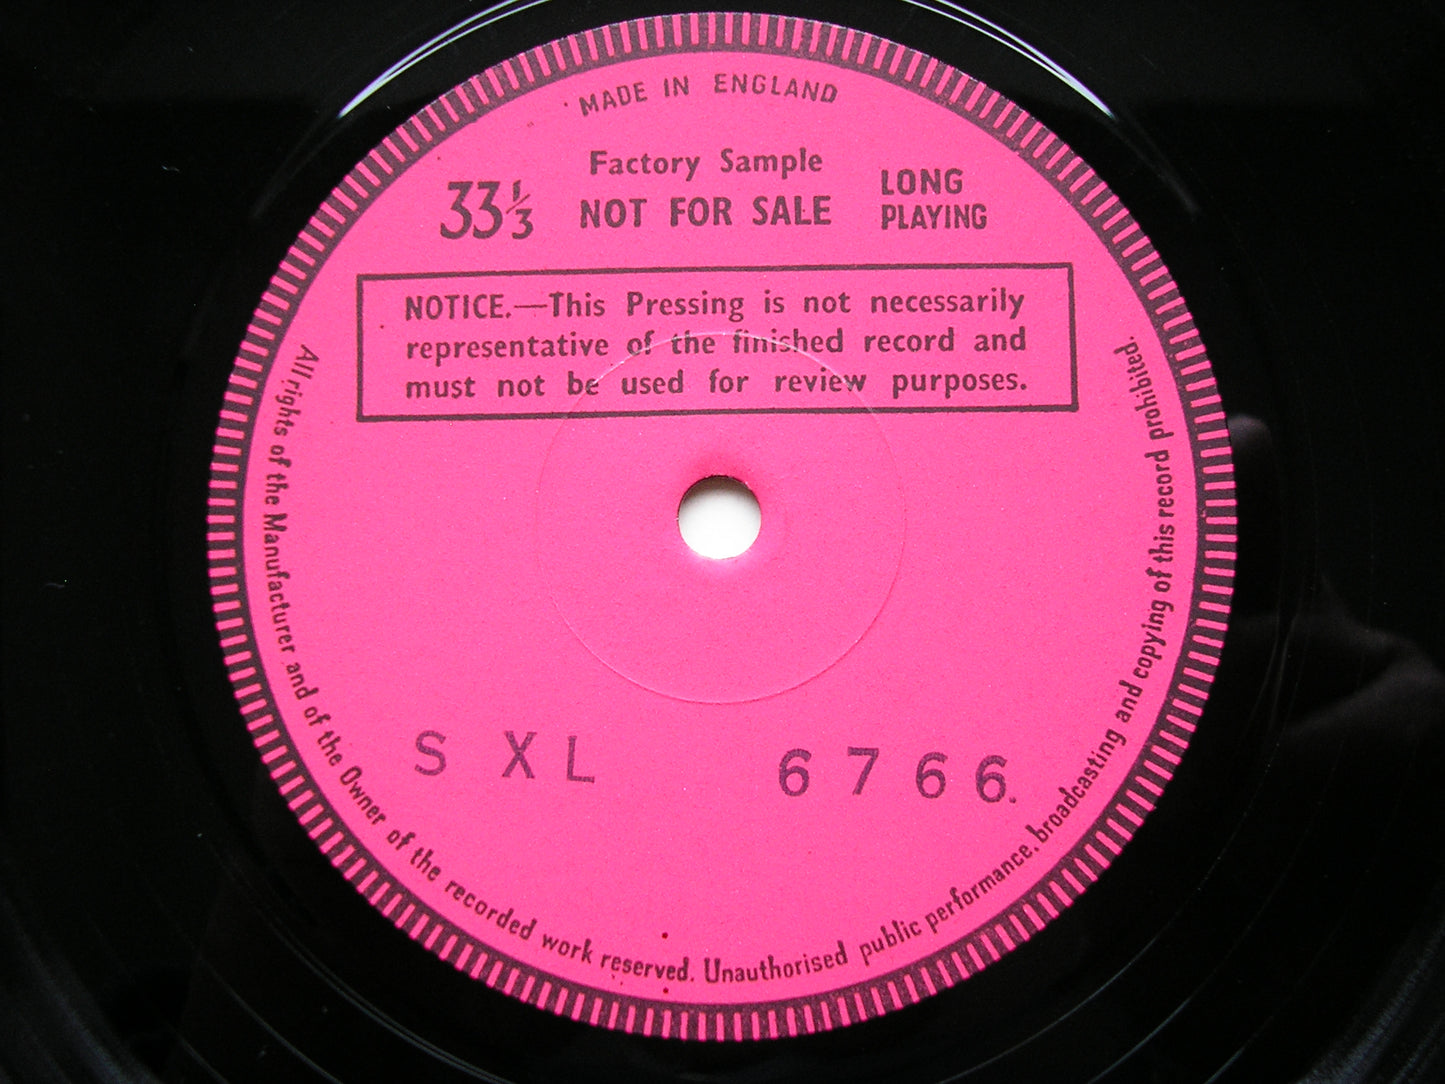 MADE IN ENGLAND
Factory Sample
33 1/3 NOT FOR SALE LONG PLAYING
NOTICE.—This Pressing is not necessarily
representative of the finished record and
must not be used for review purposes.
S XL 6766.
All rights of the Manufacturer and of the Owner of the recorded work reserved. Unauthorised public performance, broadcasting and copying of this record prohibited.